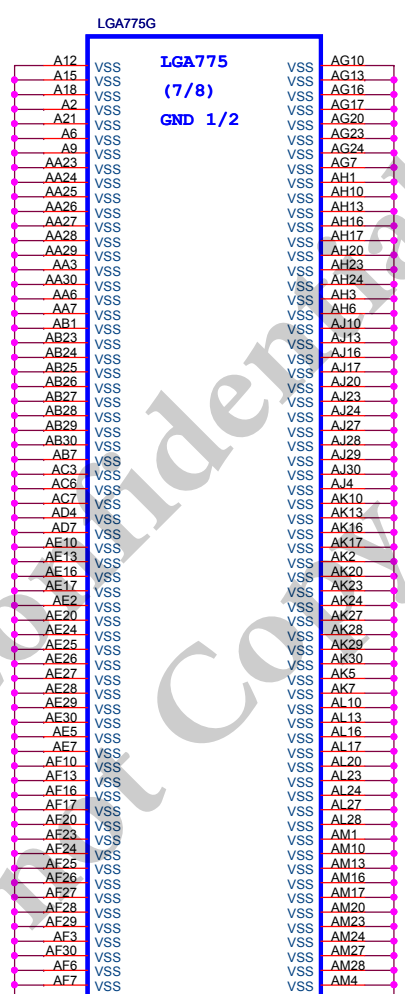 LGA775G
A12 VSS LGA775 VSS AG10
A15 VSS VSS AG13
A18 VSS (7/8) VSS AG16
A2 VSS VSS AG17
A21 VSS GND 1/2 VSS AG20
A6 VSS VSS AG23
A9 VSS VSS AG24
AA23 VSS VSS AG7
AA24 VSS VSS AH1
AA25 VSS VSS AH10
AA26 VSS VSS AH13
AA27 VSS VSS AH16
AA28 VSS VSS AH17
AA29 VSS VSS AH20
AA3 VSS VSS AH23
AA30 VSS VSS AH24
AA6 VSS VSS AH3
AA7 VSS VSS AH6
AB1 VSS VSS AJ10
AB23 VSS VSS AJ13
AB24 VSS VSS AJ16
AB25 VSS VSS AJ17
AB26 VSS VSS AJ20
AB27 VSS VSS AJ23
AB28 VSS VSS AJ24
AB29 VSS VSS AJ27
AB30 VSS VSS AJ28
AB7 VSS VSS AJ29
AC3 VSS VSS AJ30
AC6 VSS VSS AJ4
AC7 VSS VSS AK10
AD4 VSS VSS AK13
AD7 VSS VSS AK16
AE10 VSS VSS AK17
AE13 VSS VSS AK2
AE16 VSS VSS AK20
AE17 VSS VSS AK23
AE2 VSS VSS AK24
AE20 VSS VSS AK27
AE24 VSS VSS AK28
AE25 VSS VSS AK29
AE26 VSS VSS AK30
AE27 VSS VSS AK5
AE28 VSS VSS AK7
AE29 VSS VSS AL10
AE30 VSS VSS AL13
AE5 VSS VSS AL16
AE7 VSS VSS AL17
AF10 VSS VSS AL20
AF13 VSS VSS AL23
AF16 VSS VSS AL24
AF17 VSS VSS AL27
AF20 VSS VSS AL28
AF23 VSS VSS AM1
AF24 VSS VSS AM10
AF25 VSS VSS AM13
AF26 VSS VSS AM16
AF27 VSS VSS AM17
AF28 VSS VSS AM20
AF29 VSS VSS AM23
AF3 VSS VSS AM24
AF30 VSS VSS AM27
AF6 VSS VSS AM28
AF7 VSS VSS AM4
onfidential
not Copy